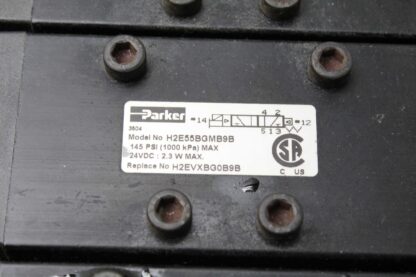 Parker
3604
=14
4 2
=12
5 1 3
Model No H2E55BGMB9B
145 PSI (1000 kPa) MAX
24VDC : 2.3 W MAX.
Replace No H2EVXBG0B9B
SA
C US